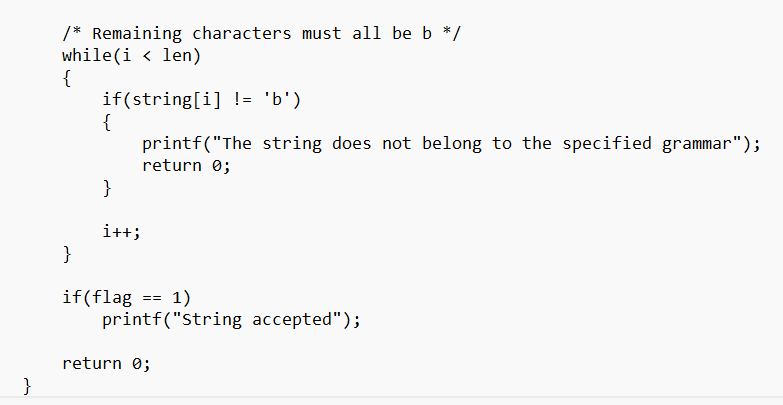 /* Remaining characters must all be b */
while(i < len)
{
if(string[i] != 'b')
{
printf("The string does not belong to the specified grammar");
return 0;
}
i++;
}
if(flag == 1)
printf("String accepted");
return 0;
}